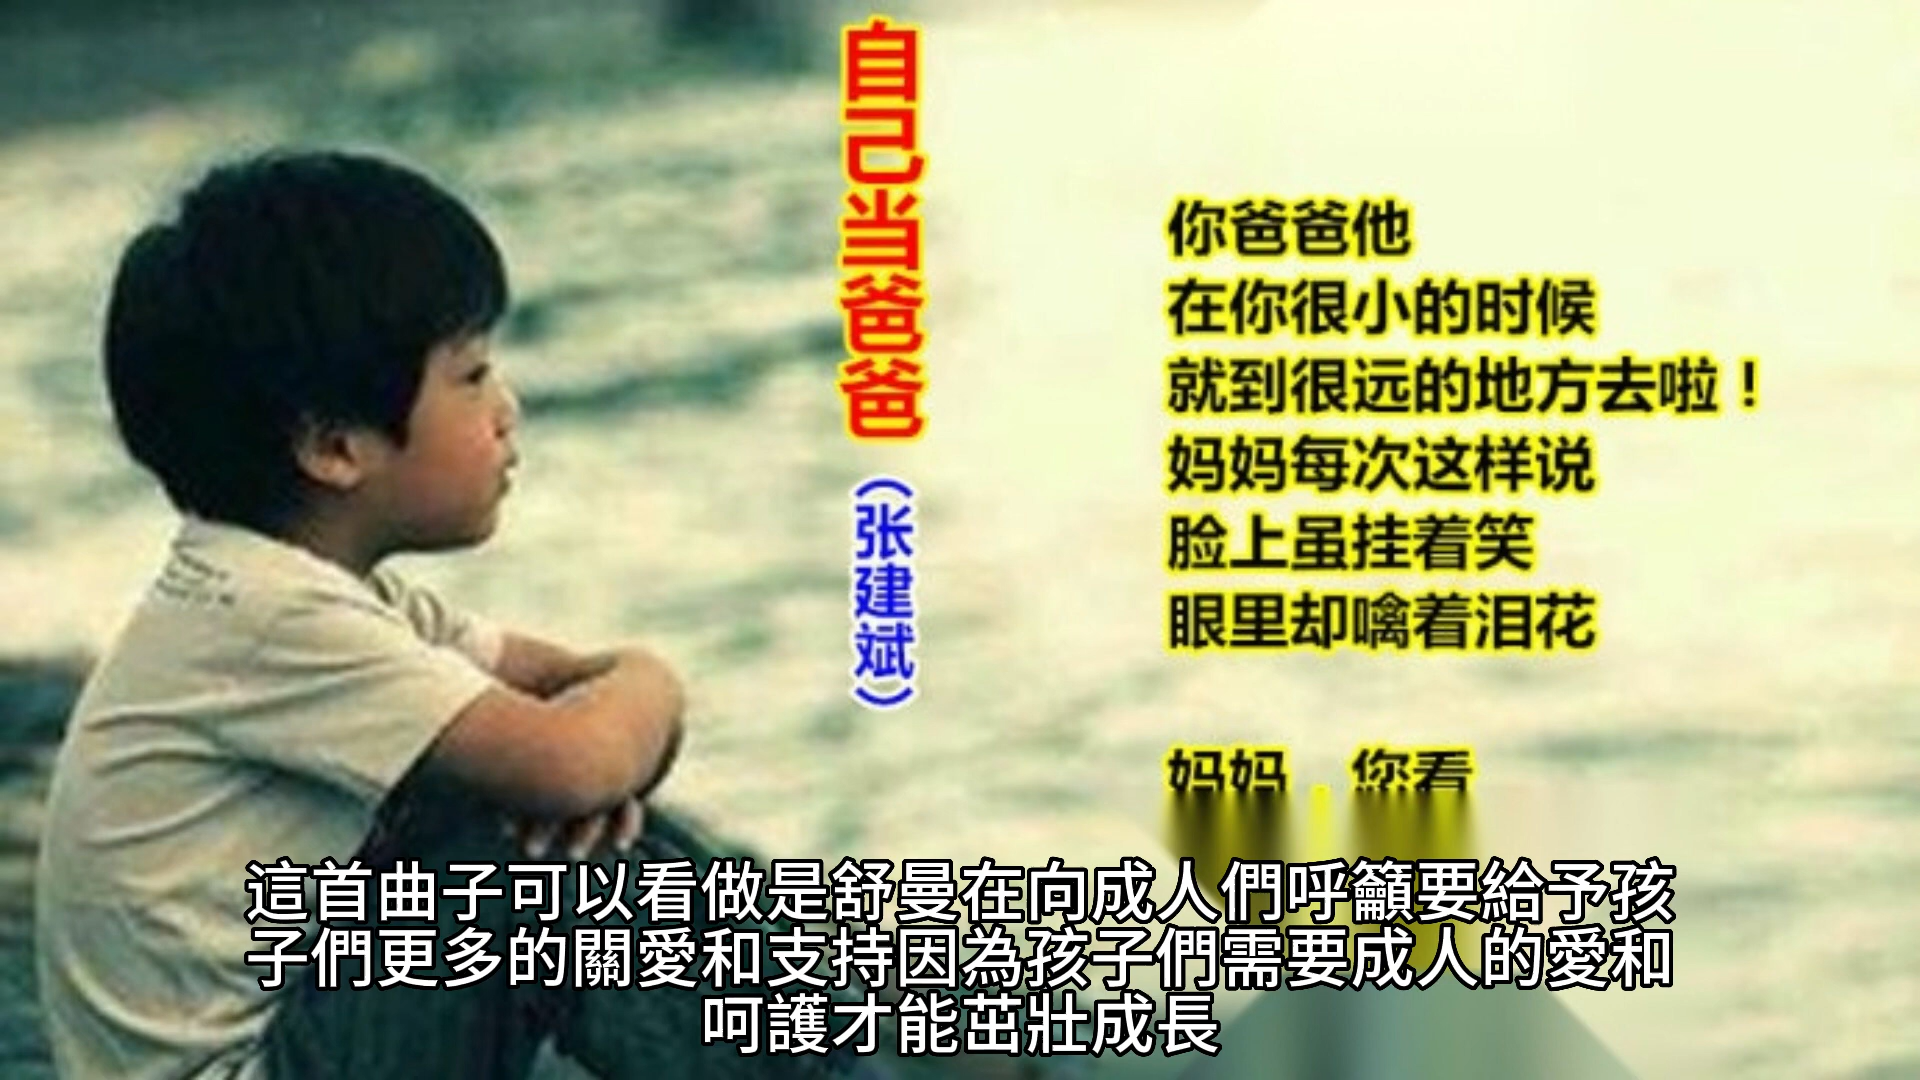 自己当爸爸
（张建斌）
你爸爸他
在你很小的时候
就到很远的地方去啦！
妈妈每次这样说
脸上虽挂着笑
眼里却噙着泪花
妈妈，您看
這首曲子可以看做是舒曼在向成人們呼籲要給予孩
子們更多的關愛和支持因為孩子們需要成人的愛和
呵護才能茁壯成長